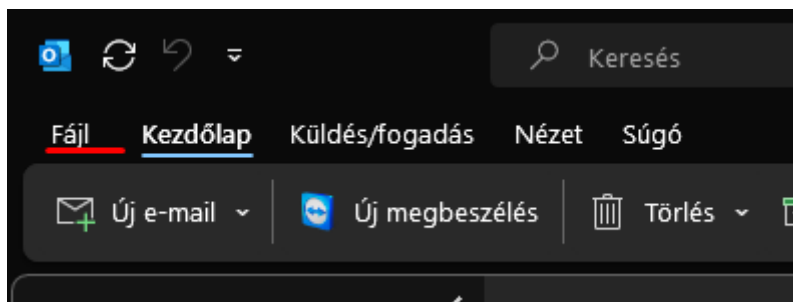 Keresés
Fájl Kezdőlap Küldés/fogadás Nézet Súgó
Új e-mail Új megbeszélés Törlés